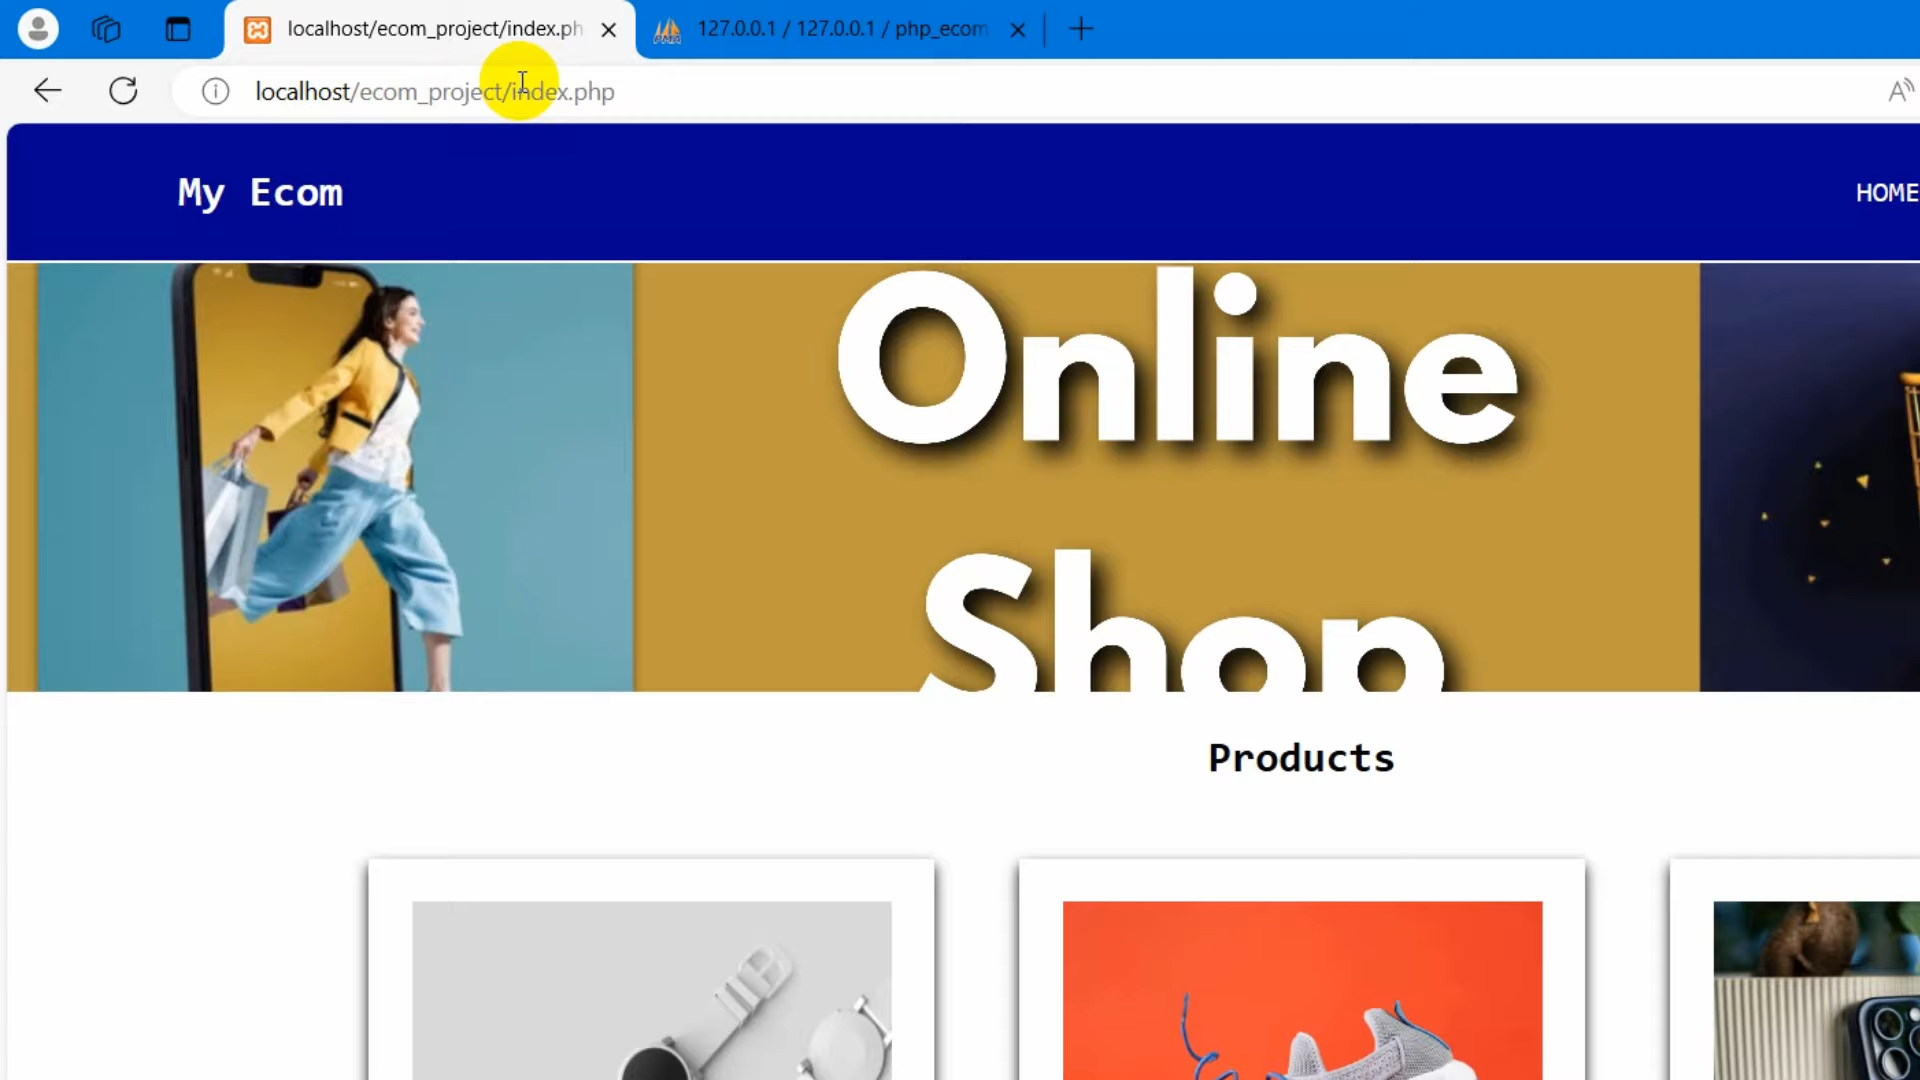 localhost/ecom_project/index.ph
127.0.0.1 / 127.0.0.1 / php_ecom
localhost/ecom_project/index.php
My Ecom
HOME
Online
Shop
Products